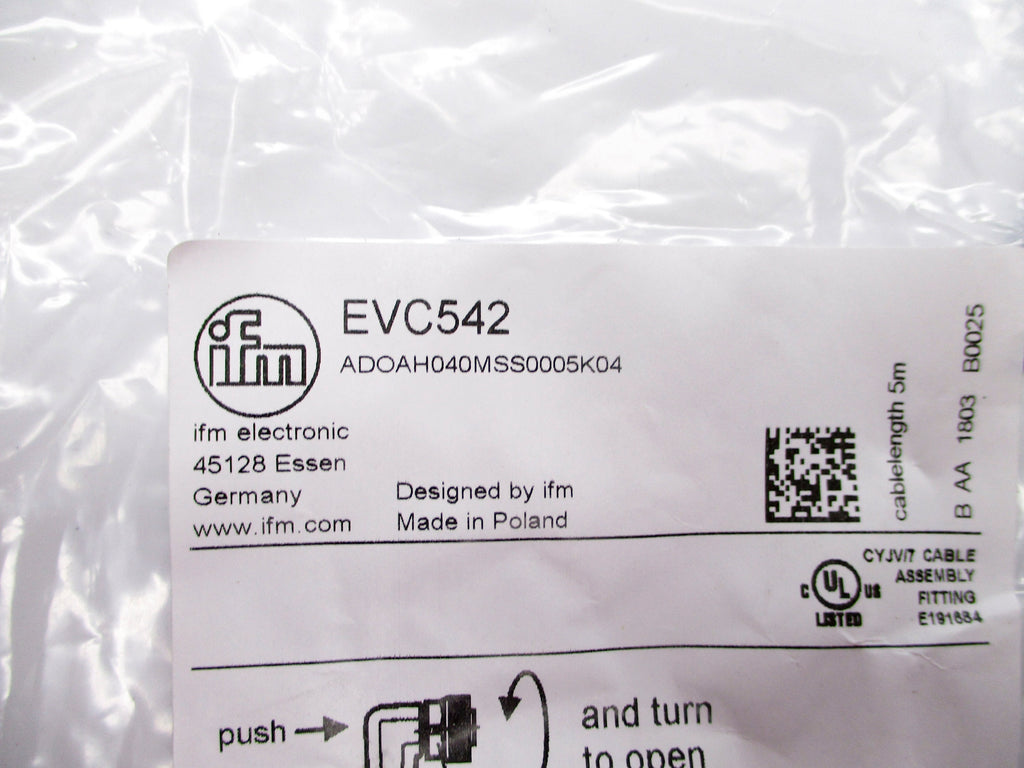 ifm
EVC542
ADOAH040MSS0005K04
ifm electronic
45128 Essen
Germany
www.ifm.com
Designed by ifm
Made in Poland
cablelength 5m
B AA 1803 B0025
C UL US
LISTED
CYJV/7 CABLE
ASSEMBLY
FITTING
E191684
push
and turn
to open